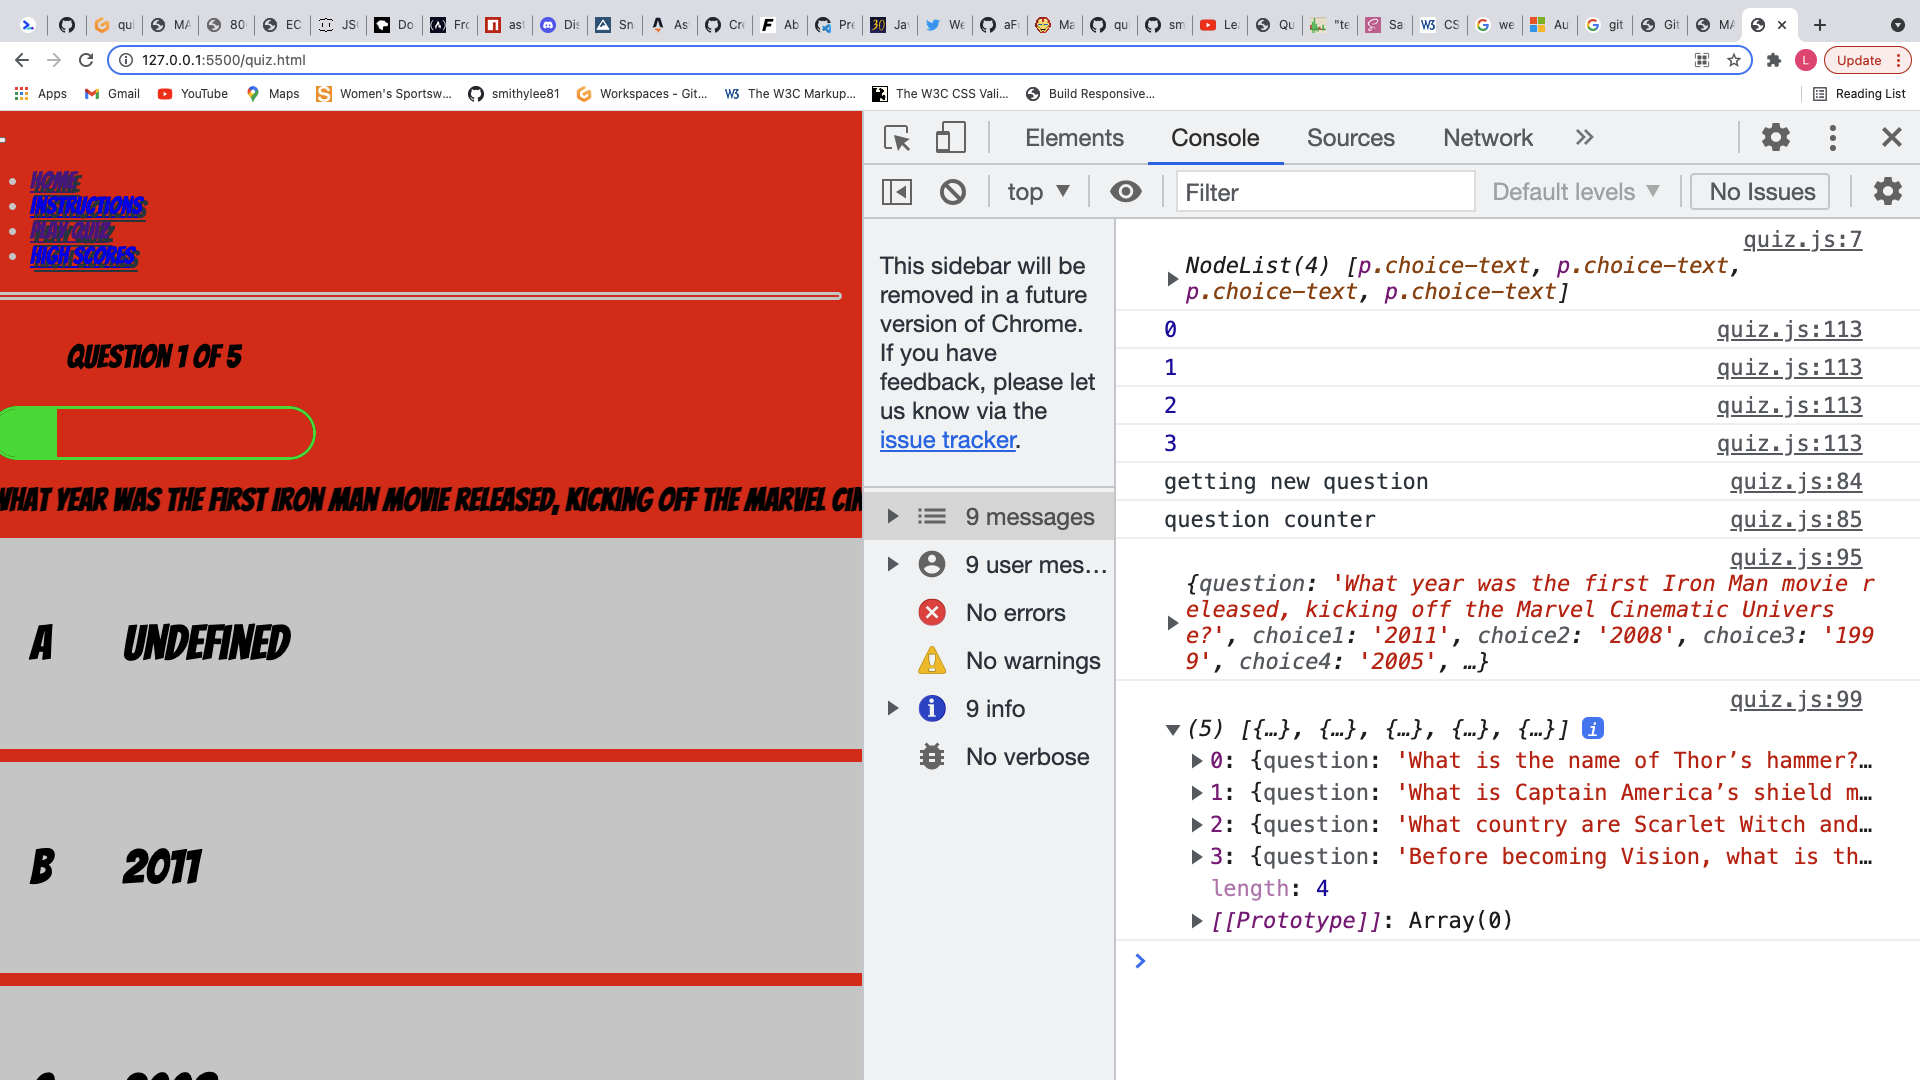 qui
MA
80
EC
JS
Do
Fro
ast
Dis
Sn
As
Cre
Ab
Pre
Ja
We
aF
Ma
qui
sm
Lea
Qu
"te
Sa
CS
we
Au
git
Git
MA
127.0.0.1:5500/quiz.html
L
Update
Apps
Gmail
YouTube
Maps
Women's Sportsw...
smithylee81
Workspaces - Git...
The W3C Markup...
The W3C CSS Vali...
Build Responsive...
Reading List
HOME
INSTRUCTIONS
PLAY QUIZ
HIGH SCORES
QUESTION 1 OF 5
WHAT YEAR WAS THE FIRST IRON MAN MOVIE RELEASED, KICKING OFF THE MARVEL CIN
A UNDEFINED
B 2011
Elements Console Sources Network
top Filter Default levels No Issues
This sidebar will be
removed in a future
version of Chrome.
If you have
feedback, please let
us know via the
issue tracker.
9 messages
9 user mes...
No errors
No warnings
9 info
No verbose
quiz.js:7
NodeList(4) [p.choice-text, p.choice-text,
p.choice-text, p.choice-text]
0 quiz.js:113
1 quiz.js:113
2 quiz.js:113
3 quiz.js:113
getting new question quiz.js:84
question counter quiz.js:85
quiz.js:95
{question: 'What year was the first Iron Man movie r
eleased, kicking off the Marvel Cinematic Univers
e?', choice1: '2011', choice2: '2008', choice3: '199
9', choice4: '2005', …}
quiz.js:99
(5) [{…}, {…}, {…}, {…}, {…}] i
0: {question: 'What is the name of Thor’s hammer?…
1: {question: 'What is Captain America’s shield m…
2: {question: 'What country are Scarlet Witch and…
3: {question: 'Before becoming Vision, what is th…
length: 4
[[Prototype]]: Array(0)